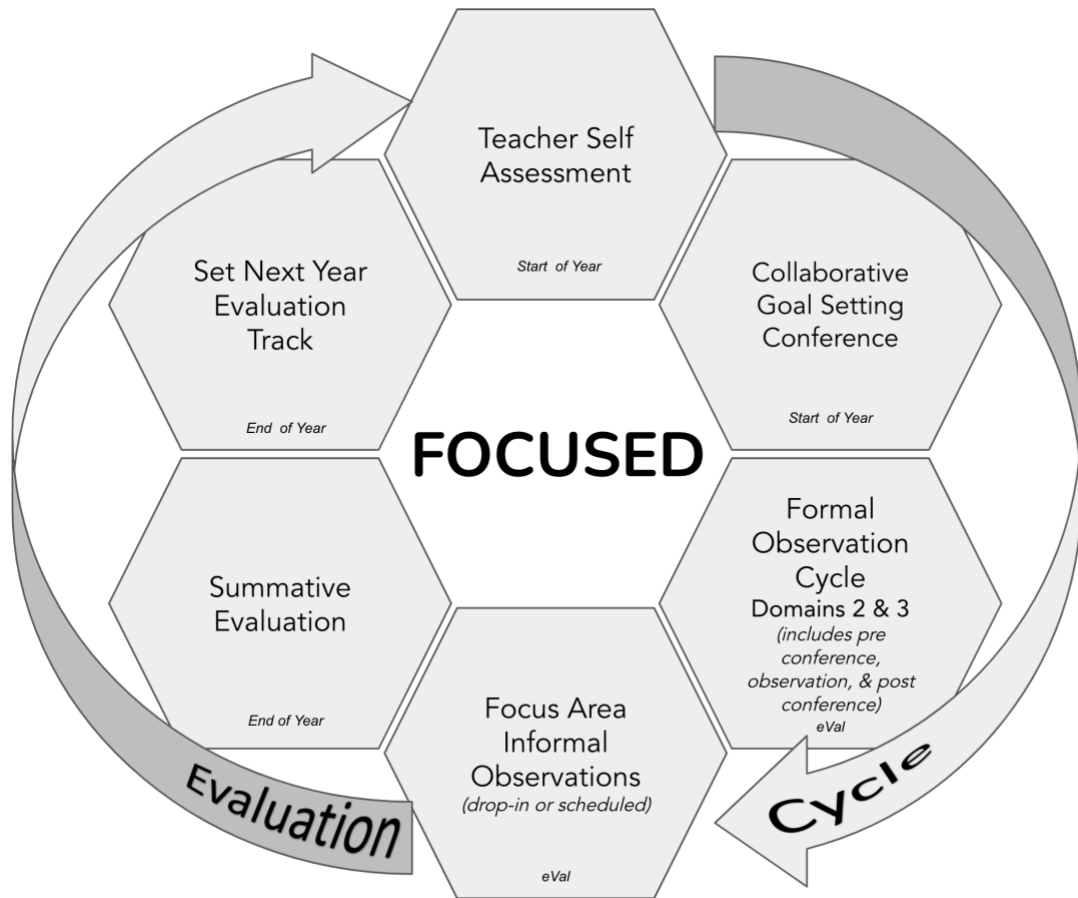 Teacher Self
Assessment
Start of Year
Collaborative
Goal Setting
Conference
Start of Year
Formal
Observation
Cycle
Domains 2 & 3
(includes pre
conference,
observation, & post
conference)
eVal
Focus Area
Informal
Observations
(drop-in or scheduled)
eVal
Summative
Evaluation
End of Year
Set Next Year
Evaluation
Track
End of Year
FOCUSED
Evaluation
Cycle